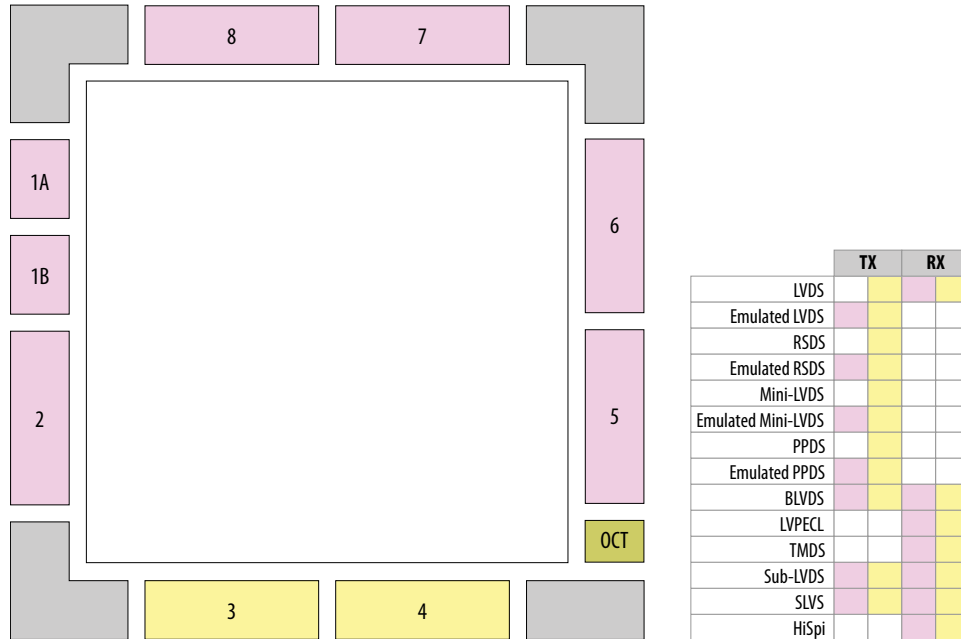 8 7
1A
6
1B
2
5
OCT
3 4
TX RX
LVDS
Emulated LVDS
RSDS
Emulated RSDS
Mini-LVDS
Emulated Mini-LVDS
PPDS
Emulated PPDS
BLVDS
LVPECL
TMDS
Sub-LVDS
SLVS
HiSpi